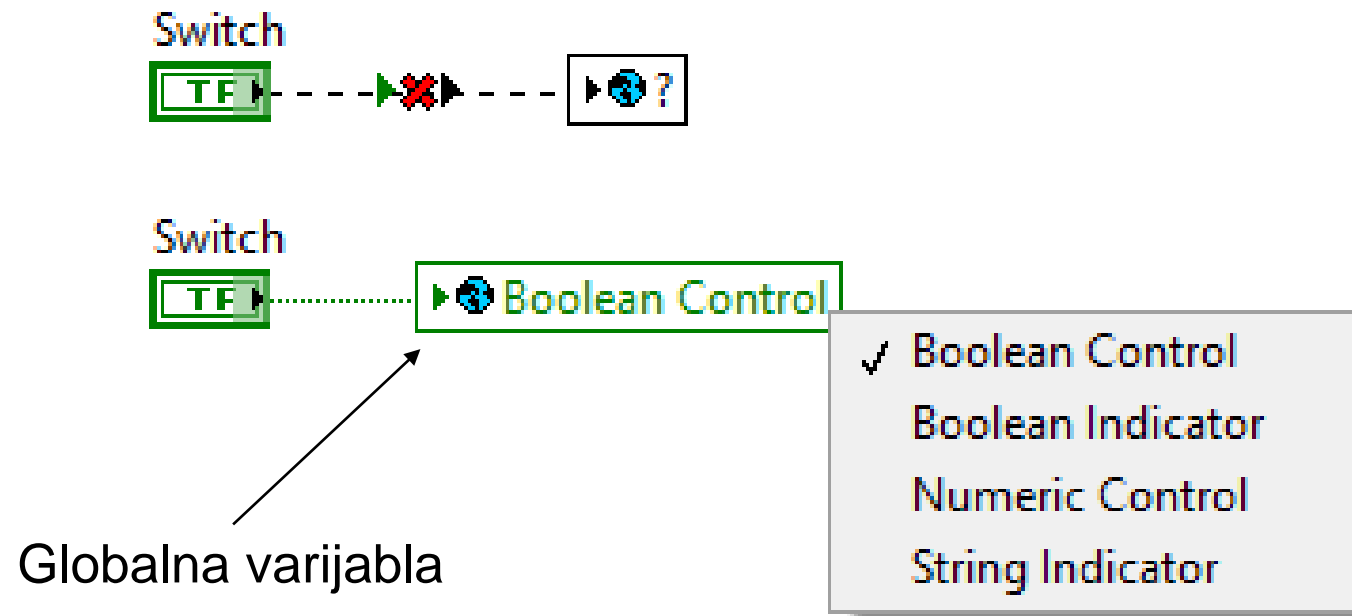 Switch
TF
?
Switch
TF
Boolean Control
✓ Boolean Control
Boolean Indicator
Numeric Control
String Indicator
Globalna varijabla